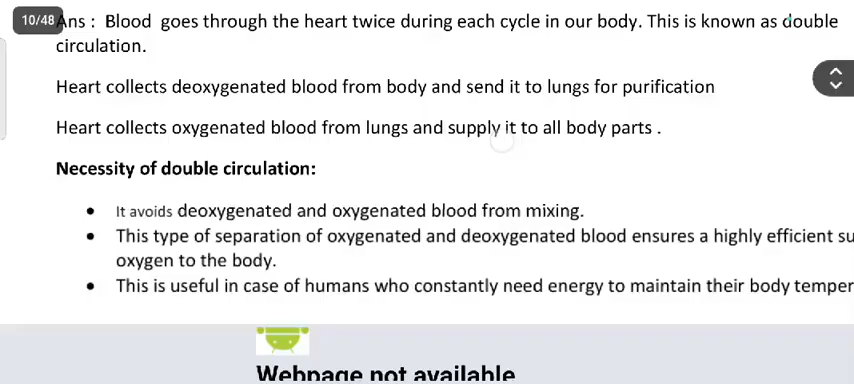 10/48
Ans : Blood goes through the heart twice during each cycle in our body. This is known as double
circulation.
Heart collects deoxygenated blood from body and send it to lungs for purification
Heart collects oxygenated blood from lungs and supply it to all body parts .
Necessity of double circulation:
• It avoids deoxygenated and oxygenated blood from mixing.
• This type of separation of oxygenated and deoxygenated blood ensures a highly efficient su
oxygen to the body.
• This is useful in case of humans who constantly need energy to maintain their body temper
Webpage not available